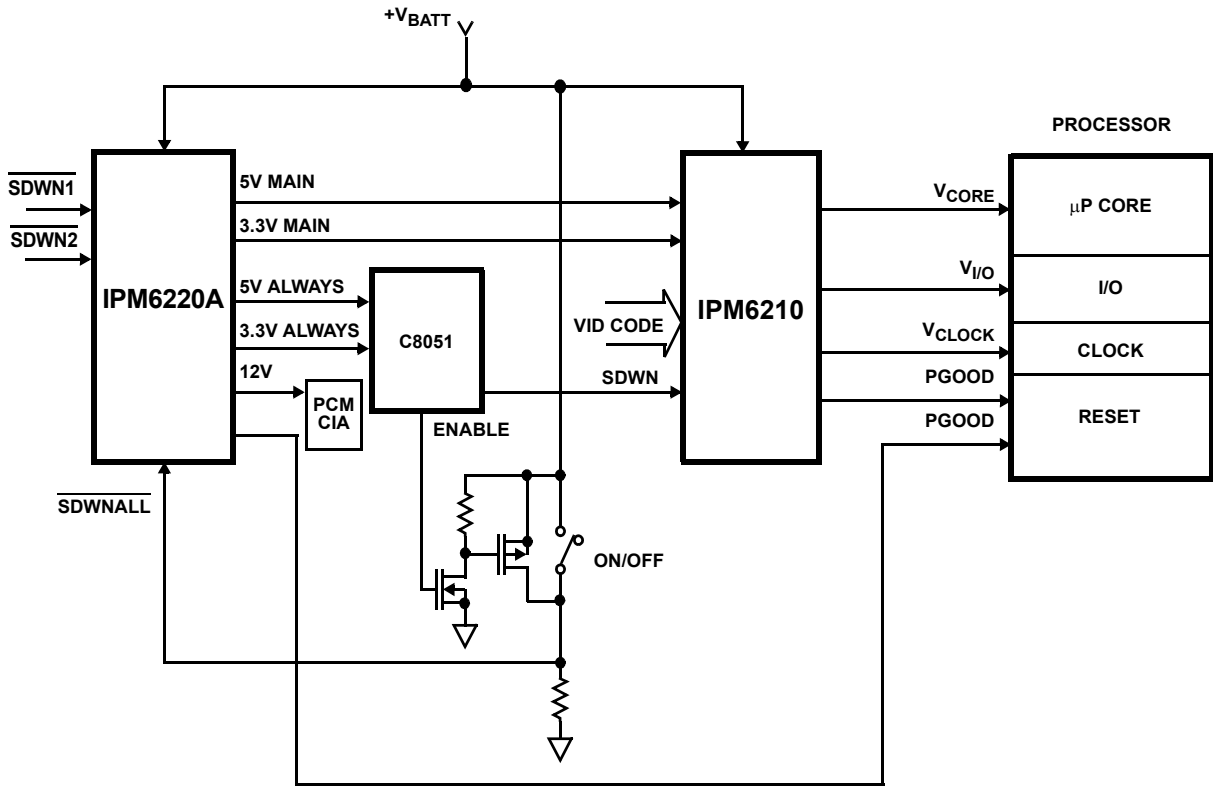 +VBATT
PROCESSOR
SDWN1
SDWN2
IPM6220A
5V MAIN
3.3V MAIN
5V ALWAYS
3.3V ALWAYS
12V
C8051
PCM
CIA
ENABLE
SDWNALL
VID CODE
SDWN
IPM6210
ON/OFF
VCORE
VI/O
VCLOCK
PGOOD
PGOOD
μP CORE
I/O
CLOCK
RESET